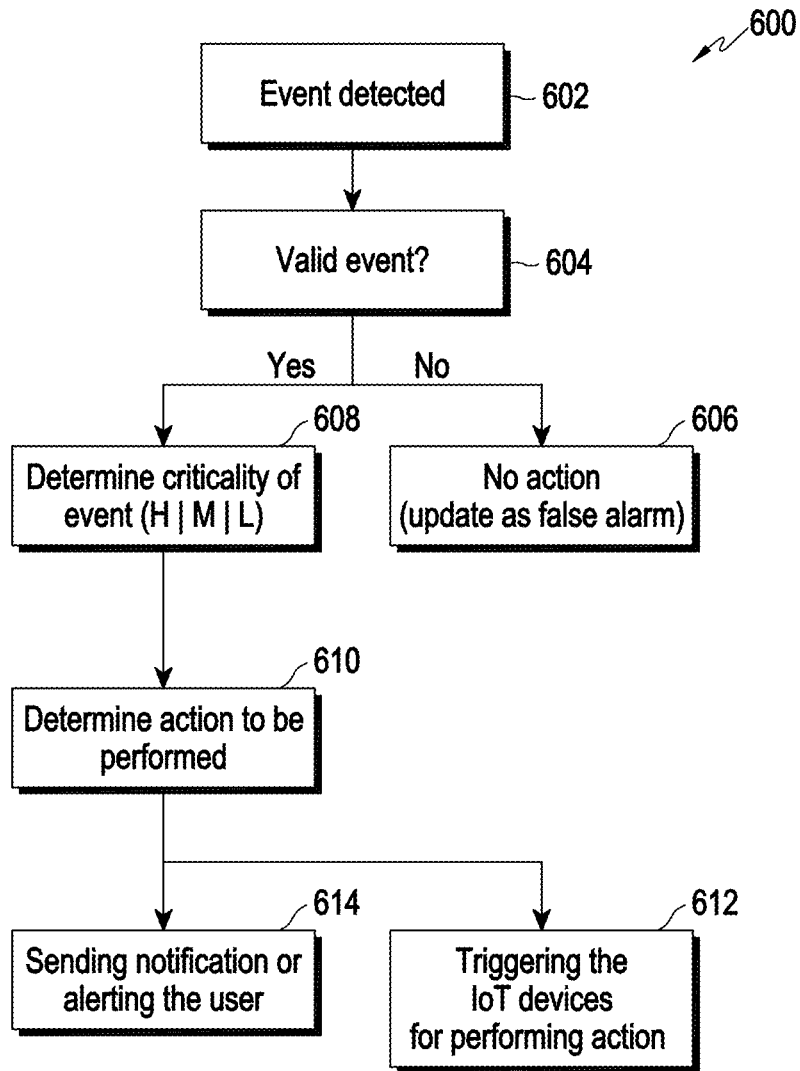 600
Event detected
602
Valid event?
604
Yes
No
608
606
Determine criticality of
event (H | M | L)
No action
(update as false alarm)
610
Determine action to be
performed
614
612
Sending notification or
alerting the user
Triggering the
IoT devices
for performing action